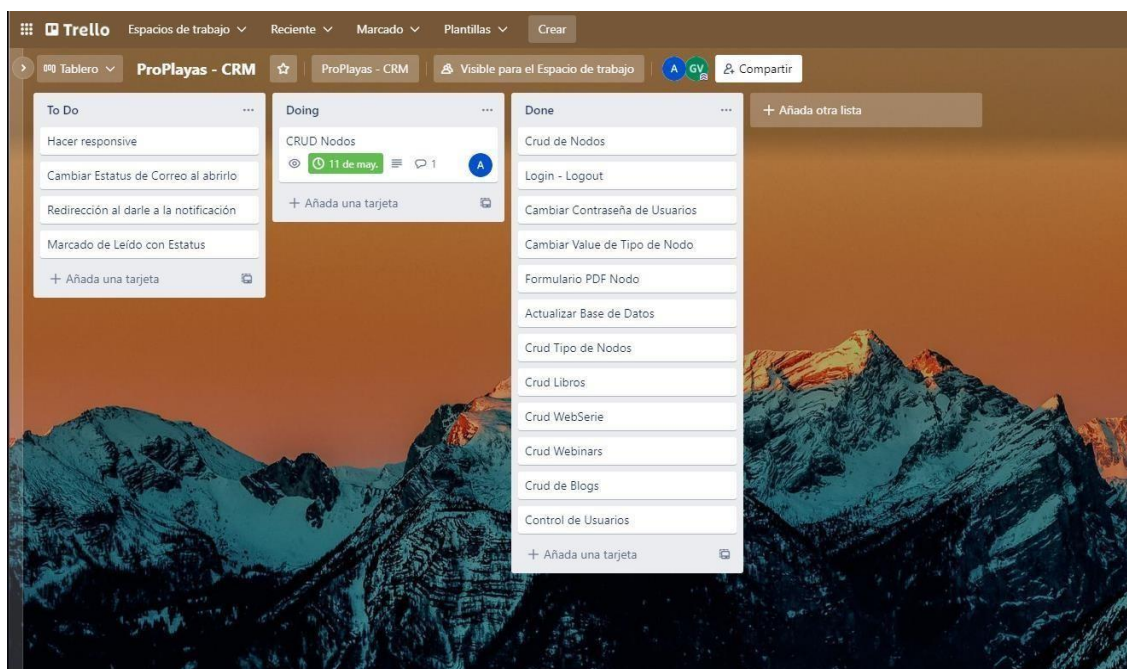 Trello Espacios de trabajo Reciente Marcado Plantillas Crear
Tablero ProPlayas - CRM ProPlayas - CRM Visible para el Espacio de trabajo A GV Compartir
To Do
Hacer responsive
Cambiar Estatus de Correo al abrirlo
Redirección al darle a la notificación
Marcado de Leído con Estatus
+ Añada una tarjeta
Doing
CRUD Nodos
11 de may. 1 A
+ Añada una tarjeta
Done
Crud de Nodos
Login - Logout
Cambiar Contraseña de Usuarios
Cambiar Value de Tipo de Nodo
Formulario PDF Nodo
Actualizar Base de Datos
Crud Tipo de Nodos
Crud Libros
Crud WebSerie
Crud Webinars
Crud de Blogs
Control de Usuarios
+ Añada una tarjeta
+ Añada otra lista